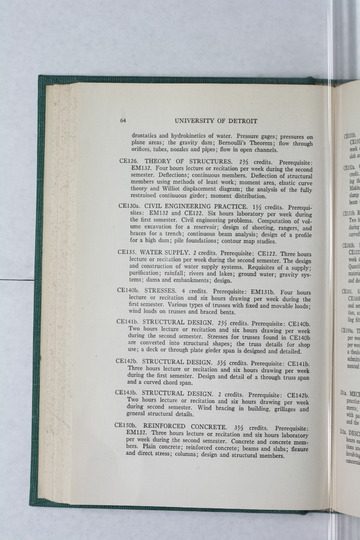 64 UNIVERSITY OF DETROIT
drostatics and hydrokinetics of water. Pressure gages; pressures on
plane areas; the gravity dam; Bernoulli's Theorem; flow through
orifices, tubes, nozzles and pipes; flow in open channels.
CE126. THEORY OF STRUCTURES. 2⅔ credits. Prerequisite:
EM132. Four hours lecture or recitation per week during the second
semester. Deflections; continuous members. Deflection of structural
members using methods of least work; moment area, elastic curve
theory and Williot displacement diagram; the analysis of the fully
restrained continuous girder; moment distribution.
CE130a. CIVIL ENGINEERING PRACTICE. Prerequi-
sites: EM132 and CE122. Six hours laboratory per week during
the first semester. Civil engineering problems. Computation of vol-
ume excavation for a reservoir; design of sheeting, rangers, and
braces for a trench; continuous beam analysis; design of a profile
for a high dam; pile foundations; contour map studies.
CE135. WATER SUPPLY. 2 credits. Prerequisite: CE122. Three hours
lecture or recitation per week during the second semester. The design
and construction of water supply systems. Requisites of a supply;
purification; rainfall; rivers and lakes; ground water; gravity sys-
tems; dams and embankments; design.
CE140b. STRESSES. 4 credits. Prerequisite: EM131b. Four hours
lecture or recitation and six hours drawing per week during the
first semester. Various types of trusses with fixed and movable loads;
wind loads on trusses and braced bents.
CE141b. STRUCTURAL DESIGN. 3⅓ credits. Prerequisite: CE140b.
Two hours lecture or recitation and six hours drawing per week
during the second semester. Stresses for trusses found in CE140b
are converted into structural shapes; the truss details for shop
use; a deck or through plate girder span is designed and detailed.
CE142b. STRUCTURAL DESIGN. 3⅓ credits. Prerequisite: CE141b.
Three hours lecture or recitation and six hours drawing per week
during the first semester. Design and detail of a through truss span
and a curved chord span.
CE143b. STRUCTURAL DESIGN. 2 credits. Prerequisite: CE142b.
Two hours lecture or recitation and six hours drawing per week
during second semester. Wind bracing in building, grillages and
general structural details.
CE150b. REINFORCED CONCRETE. 3⅓ credits. Prerequisite:
EM132. Three hours lecture or recitation and six hours laboratory
per week during the second semester. Concrete and concrete mem-
bers. Plain concrete; reinforced concrete; beams and slabs; flexure
and direct stress; columns; design and structural members.